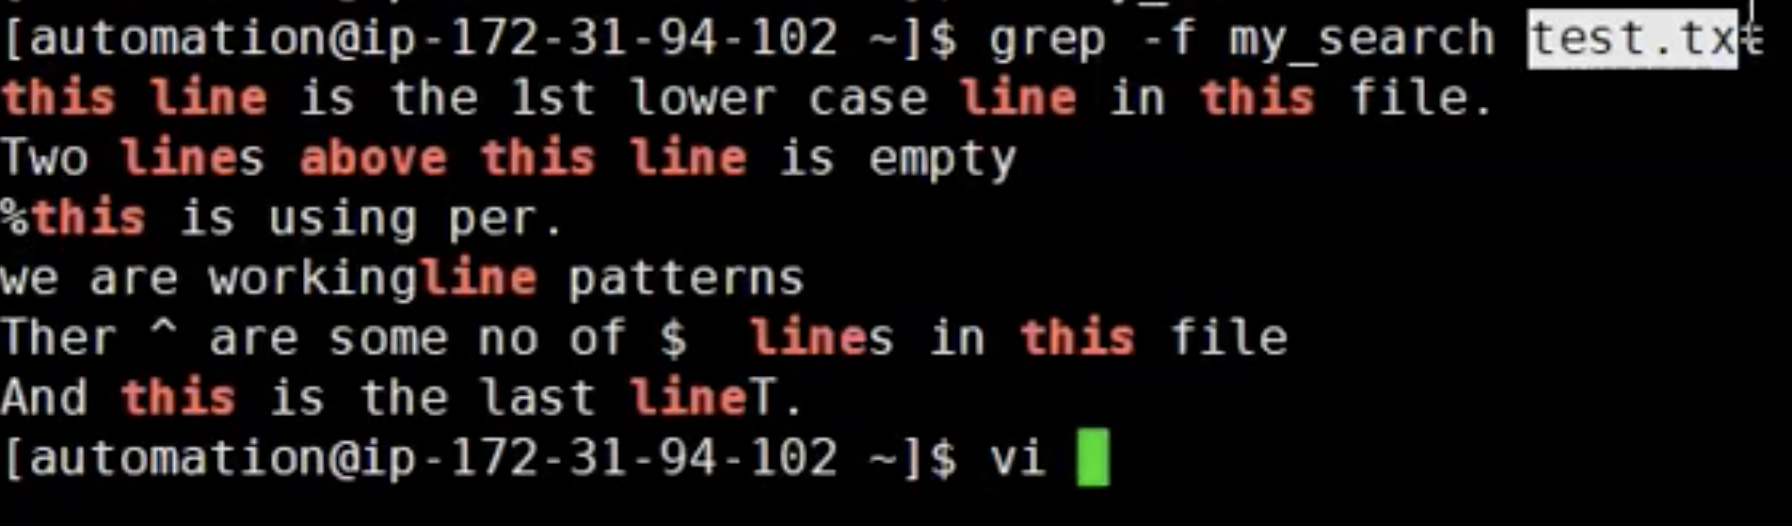 [automation@ip-172-31-94-102 ~]$ grep -f my_search test.txt
this line is the 1st lower case line in this file.
Two lines above this line is empty
%this is using per.
we are workingline patterns
Ther ^ are some no of $  lines in this file
And this is the last lineT.
[automation@ip-172-31-94-102 ~]$ vi